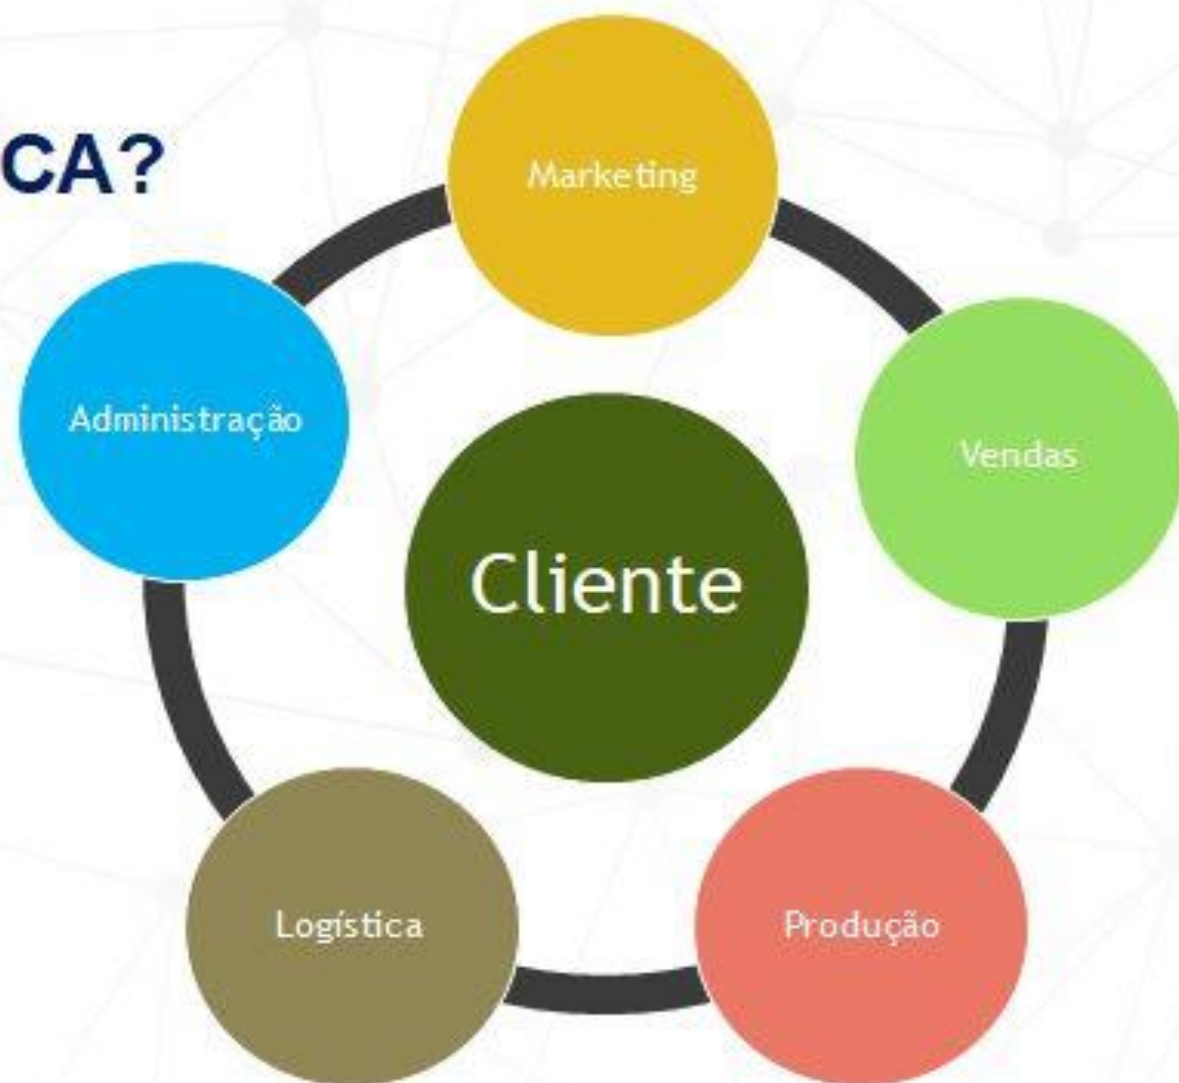 CA?
Marketing
Administração
Vendas
Cliente
Logística
Produção